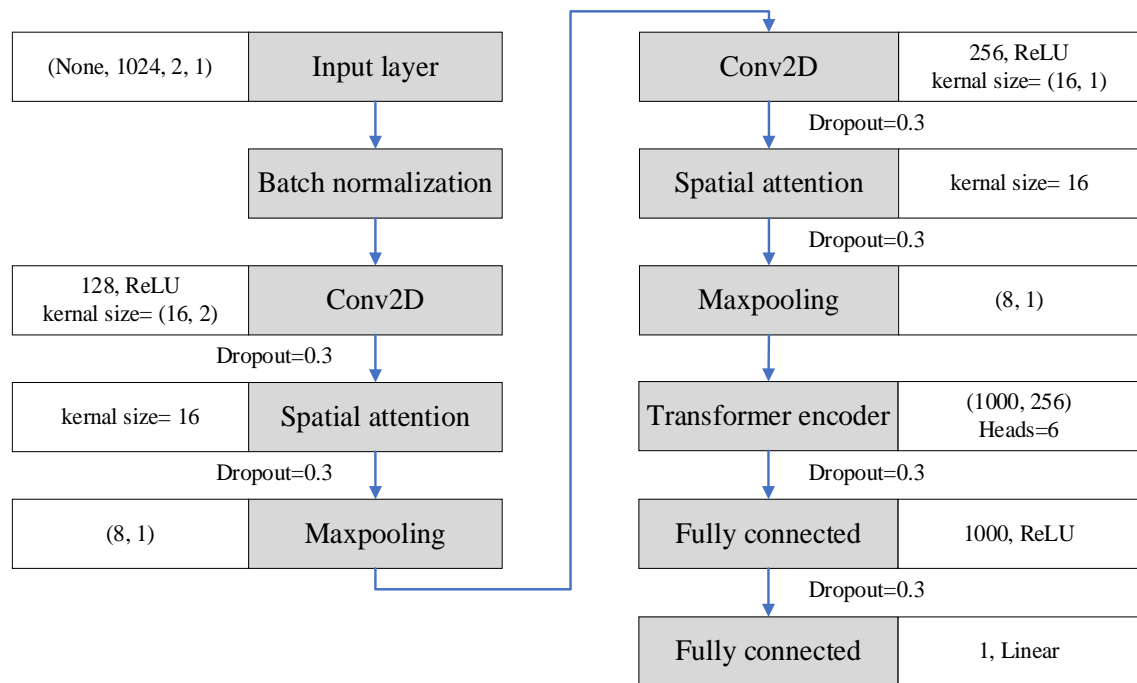 (None, 1024, 2, 1)
Input layer
Batch normalization
128, ReLU
kernal size= (16, 2)
Conv2D
Dropout=0.3
kernal size= 16
Spatial attention
Dropout=0.3
(8, 1)
Maxpooling
Conv2D
256, ReLU
kernal size= (16, 1)
Dropout=0.3
Spatial attention
kernal size= 16
Dropout=0.3
Maxpooling
(8, 1)
Transformer encoder
(1000, 256)
Heads=6
Dropout=0.3
Fully connected
1000, ReLU
Dropout=0.3
Fully connected
1, Linear